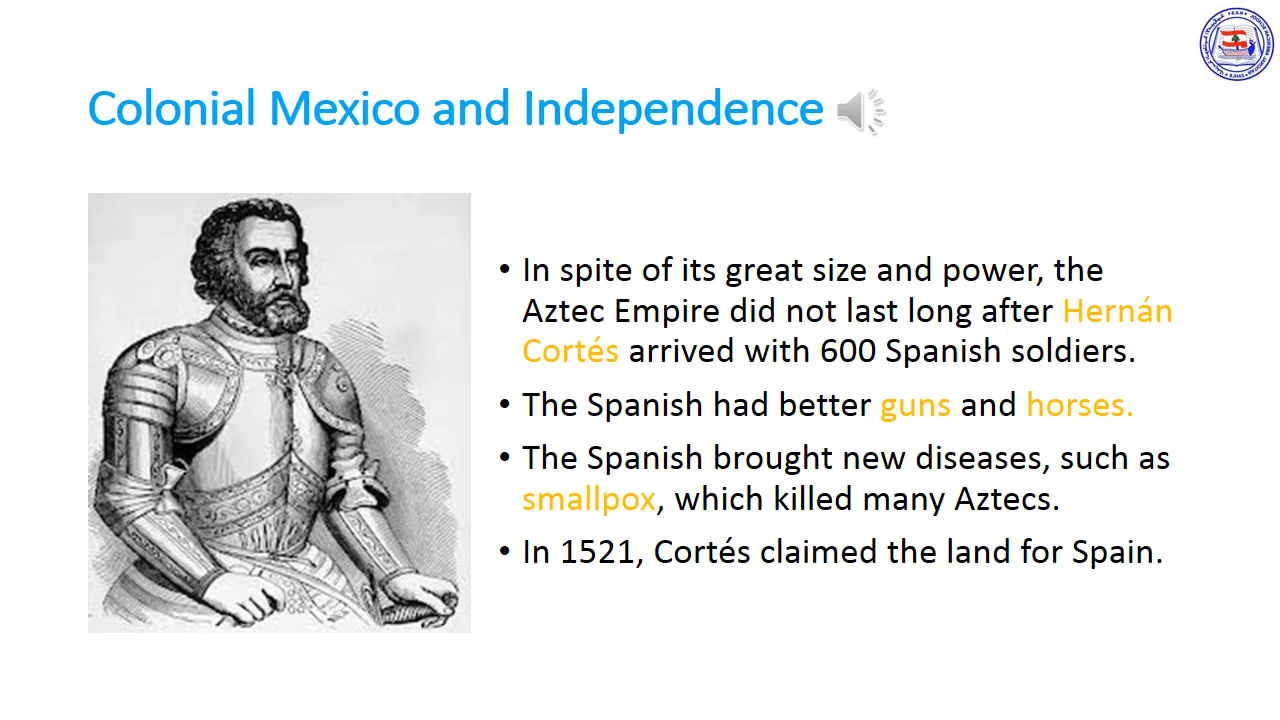 Colonial Mexico and Independence
• In spite of its great size and power, the
Aztec Empire did not last long after Hernán
Cortés arrived with 600 Spanish soldiers.
• The Spanish had better guns and horses.
• The Spanish brought new diseases, such as
smallpox, which killed many Aztecs.
• In 1521, Cortés claimed the land for Spain.